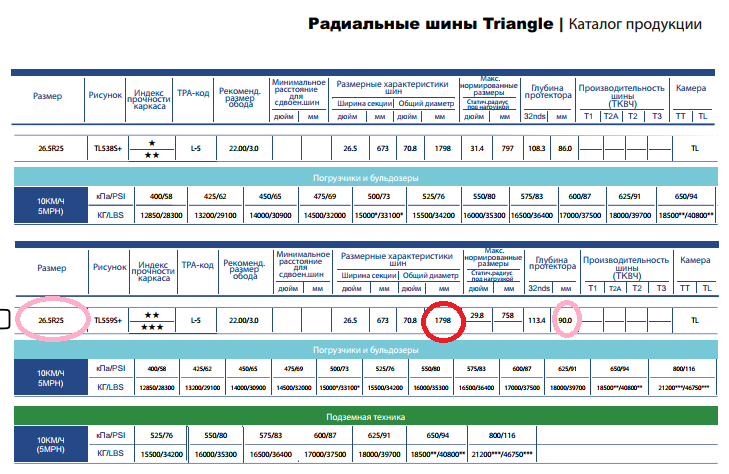 Радиальные шины Triangle | Каталог продукции
Размер Рисунок Индекс прочности каркаса ТРА-код Рекоменд. размер обода Минимальное расстояние для сдвоен.шин Размерные характеристики шин Макс. нормированные размеры Глубина протектора Производительность шины (ТКВЧ) Камера
Ширина секции Общий диаметр Статич.радиус под нагрузкой
дюйм мм дюйм мм дюйм мм дюйм мм 32nds мм T1 T2A T2 T3 TT TL
26.5R25 TL538S+ ★ L-5 22.00/3.0 26.5 673 70.8 1798 31.4 797 108.3 86.0 TL
★★
Погрузчики и бульдозеры
10КМ/Ч 5MPH) кПа/PSI 400/58 425/62 450/65 475/69 500/73 525/76 550/80 575/83 600/87 625/91 650/94
КГ/LBS 12850/28300 13200/29100 14000/30900 14500/32000 15000*/33100* 15500/34200 16000/35300 16500/36400 17000/37500 18000/39700 18500**/40800**
Размер Рисунок Индекс прочности каркаса ТРА-код Рекоменд. размер обода Минимальное расстояние для сдвоен.шин Размерные характеристики шин Макс. нормированные размеры Глубина протектора Производительность шины (ТКВЧ) Камера
Ширина секции Общий диаметр Статич.радиус под нагрузкой
дюйм мм дюйм мм дюйм мм дюйм мм 32nds мм T1 T2A T2 T3 TT TL
26.5R25 TL559S+ ★★ L-5 22.00/3.0 26.5 673 70.8 1798 29.8 758 113.4 90.0 TL
★★★
Погрузчики и бульдозеры
10КМ/Ч 5MPH) кПа/PSI 400/58 425/62 450/65 475/69 500/73 525/76 550/80 575/83 600/87 625/91 650/94 800/116
КГ/LBS 12850/28300 13200/29100 14000/30900 14500/32000 15000*/33100* 15500/34200 16000/35300 16500/36400 17000/37500 18000/39700 18500**/40800** 21200***/46750***
Подземная техника
10КМ/Ч (5MPH) кПа/PSI 525/76 550/80 575/83 600/87 625/91 650/94 800/116
КГ/LBS 15500/34200 16000/35300 16500/36400 17000/37500 18000/39700 18500**/40800** 21200***/46750***